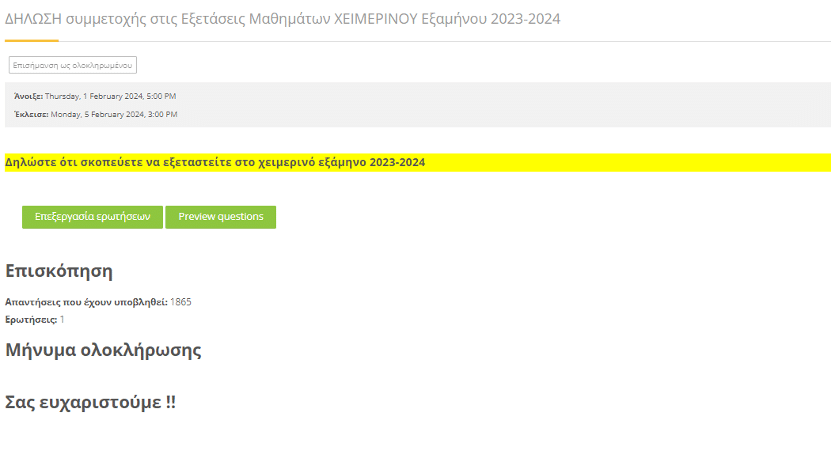 ΔΗΛΩΣΗ συμμετοχής στις Εξετάσεις Μαθημάτων ΧΕΙΜΕΡΙΝΟΥ Εξαμήνου 2023-2024
Επισήμανση ως ολοκληρωμένου
Άνοιξε: Thursday, 1 February 2024, 5:00 PM
Έκλεισε: Monday, 5 February 2024, 3:00 PM
Δηλώστε ότι σκοπεύετε να εξεταστείτε στο χειμερινό εξάμηνο 2023-2024
Επεξεργασία ερωτήσεων Preview questions
Επισκόπηση
Απαντήσεις που έχουν υποβληθεί: 1865
Ερωτήσεις: 1
Μήνυμα ολοκλήρωσης
Σας ευχαριστούμε !!